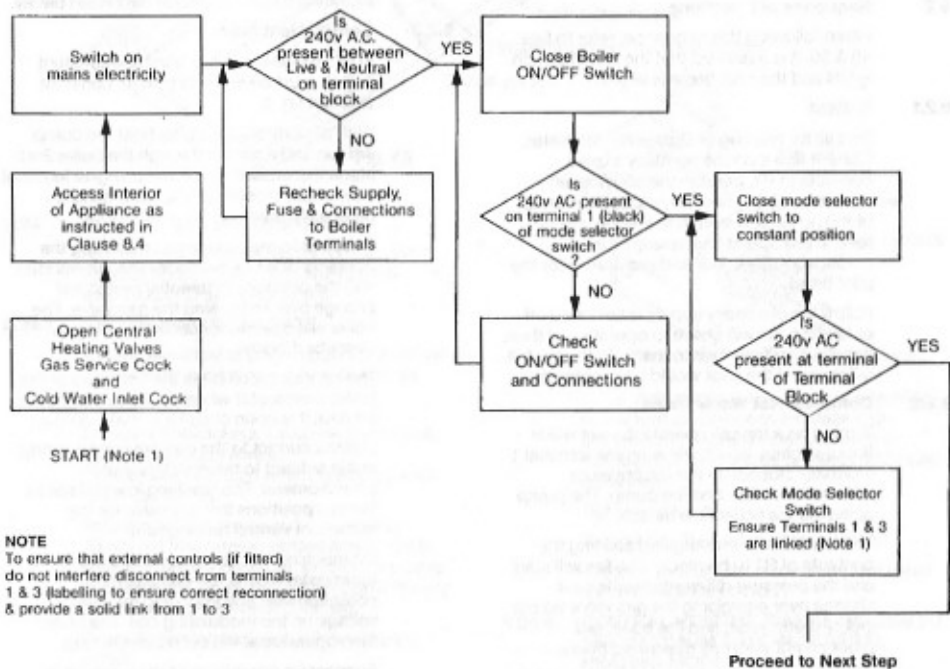 START (Note 1)
Open Central
Heating Valves
Gas Service Cock
and
Cold Water Inlet Cock
Access Interior
of Appliance as
instructed in
Clause 8.4
Switch on
mains electricity
Is
240v A.C.
present between
Live & Neutral
on terminal
block
YES
NO
Recheck Supply,
Fuse & Connections
to Boiler
Terminals
Close Boiler
ON/OFF Switch
Is
240v AC present
on terminal 1 (black)
of mode selector
switch
?
YES
NO
Check
ON/OFF Switch
and Connections
Close mode selector
switch to
constant position
Is
240v AC
present at terminal
1 of Terminal
Block
YES
NO
Check Mode Selector
Switch
Ensure Terminals 1 & 3
are linked (Note 1)
Proceed to Next Step
NOTE
To ensure that external controls (if fitted)
do not interfere disconnect from terminals
1 & 3 (labelling to ensure correct reconnection)
& provide a solid link from 1 to 3